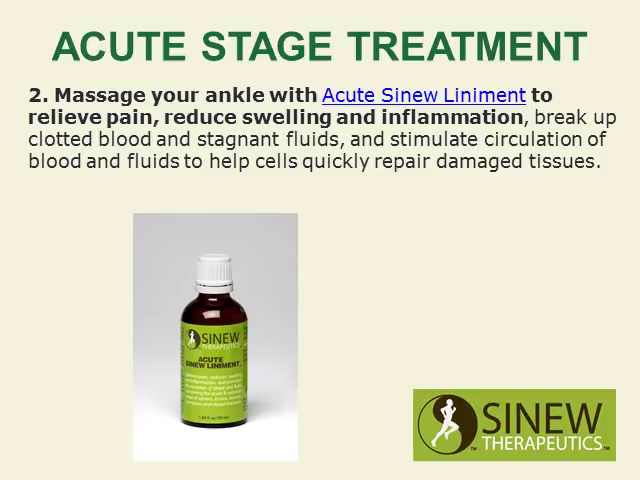 ACUTE STAGE TREATMENT
2. Massage your ankle with Acute Sinew Liniment to
relieve pain, reduce swelling and inflammation, break up
clotted blood and stagnant fluids, and stimulate circulation of
blood and fluids to help cells quickly repair damaged tissues.
SINEW
THERAPEUTICS
ACUTE
SINEW LINIMENT
SINEW
THERAPEUTICS™